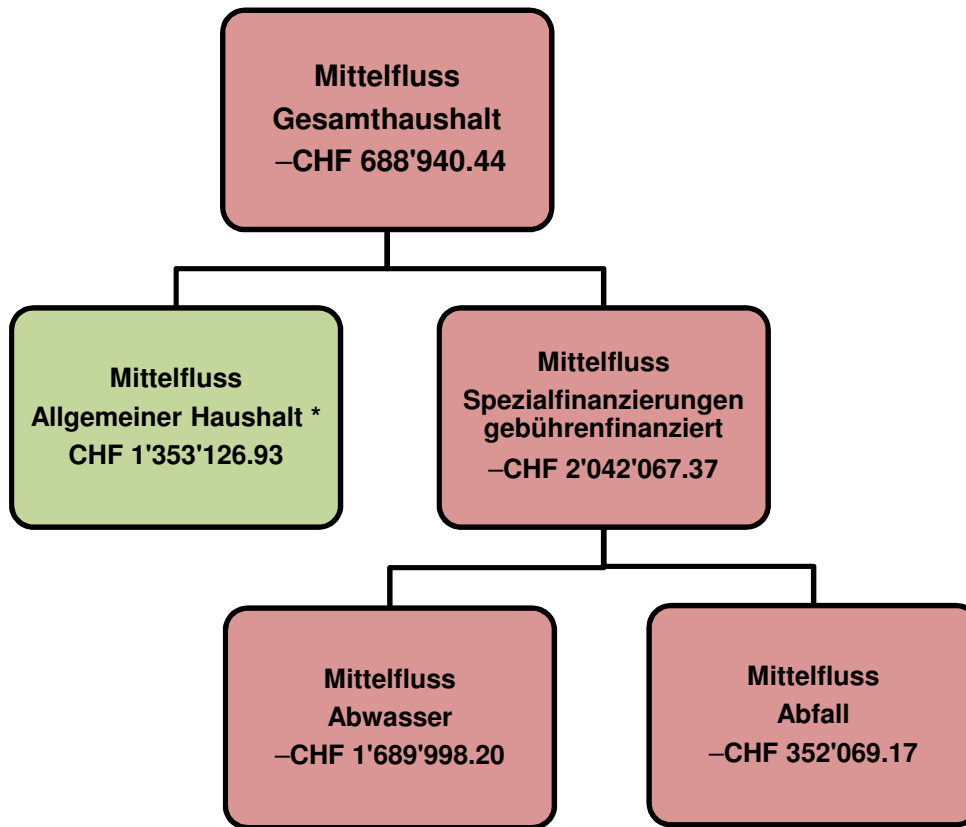 Mittelfluss
Gesamthaushalt
–CHF 688'940.44
Mittelfluss
Allgemeiner Haushalt *
CHF 1'353'126.93
Mittelfluss
Spezialfinanzierungen
gebührenfinanziert
–CHF 2'042'067.37
Mittelfluss
Abwasser
–CHF 1'689'998.20
Mittelfluss
Abfall
–CHF 352'069.17